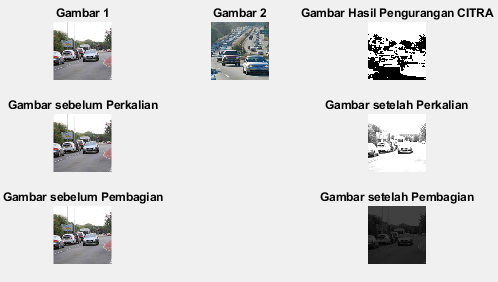 Gambar 1
Gambar 2
Gambar Hasil Pengurangan CITRA
Gambar sebelum Perkalian
Gambar setelah Perkalian
Gambar sebelum Pembagian
Gambar setelah Pembagian